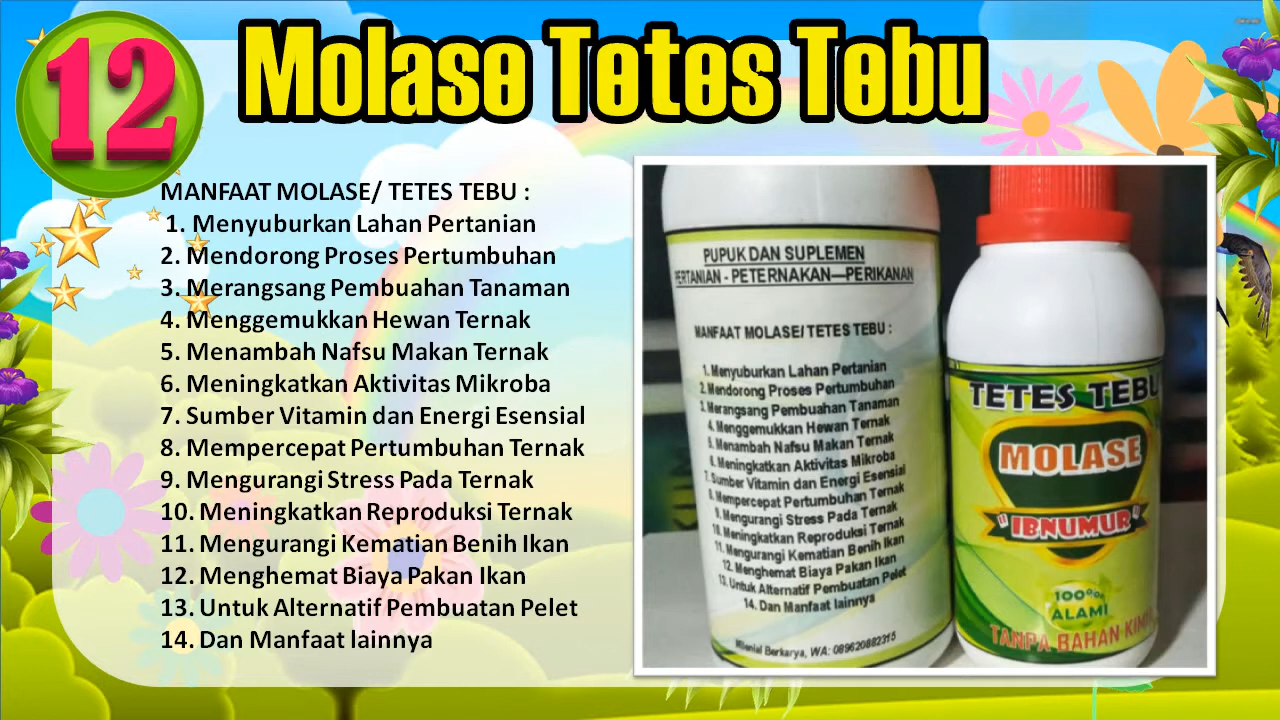 12
Molase Tetes Tebu
MANFAAT MOLASE/ TETES TEBU :
1. Menyuburkan Lahan Pertanian
2. Mendorong Proses Pertumbuhan
3. Merangsang Pembuahan Tanaman
4. Menggemukkan Hewan Ternak
5. Menambah Nafsu Makan Ternak
6. Meningkatkan Aktivitas Mikroba
7. Sumber Vitamin dan Energi Esensial
8. Mempercepat Pertumbuhan Ternak
9. Mengurangi Stress Pada Ternak
10. Meningkatkan Reproduksi Ternak
11. Mengurangi Kematian Benih Ikan
12. Menghemat Biaya Pakan Ikan
13. Untuk Alternatif Pembuatan Pelet
14. Dan Manfaat lainnya
PUPUK DAN SUPLEMEN
PERTANIAN - PETERNAKAN—PERIKANAN
MANFAAT MOLASE/ TETES TEBU :
1. Menyuburkan Lahan Pertanian
2. Mendorong Proses Pertumbuhan
3. Merangsang Pembuahan Tanaman
4. Menggemukkan Hewan Ternak
5. Menambah Nafsu Makan Ternak
6. Meningkatkan Aktivitas Mikroba
7. Sumber Vitamin dan Energi Esensial
8. Mempercepat Pertumbuhan Ternak
9. Mengurangi Stress Pada Ternak
10. Meningkatkan Reproduksi Ternak
11. Mengurangi Kematian Benih Ikan
12. Menghemat Biaya Pakan Ikan
13. Untuk Alternatif Pembuatan Pelet
14. Dan Manfaat lainnya
Milenial Berkarya, WA: 089620882315
TETES TEBU
MOLASE
"IBNUMUR"
100%
ALAMI
TANPA BAHAN KIMI